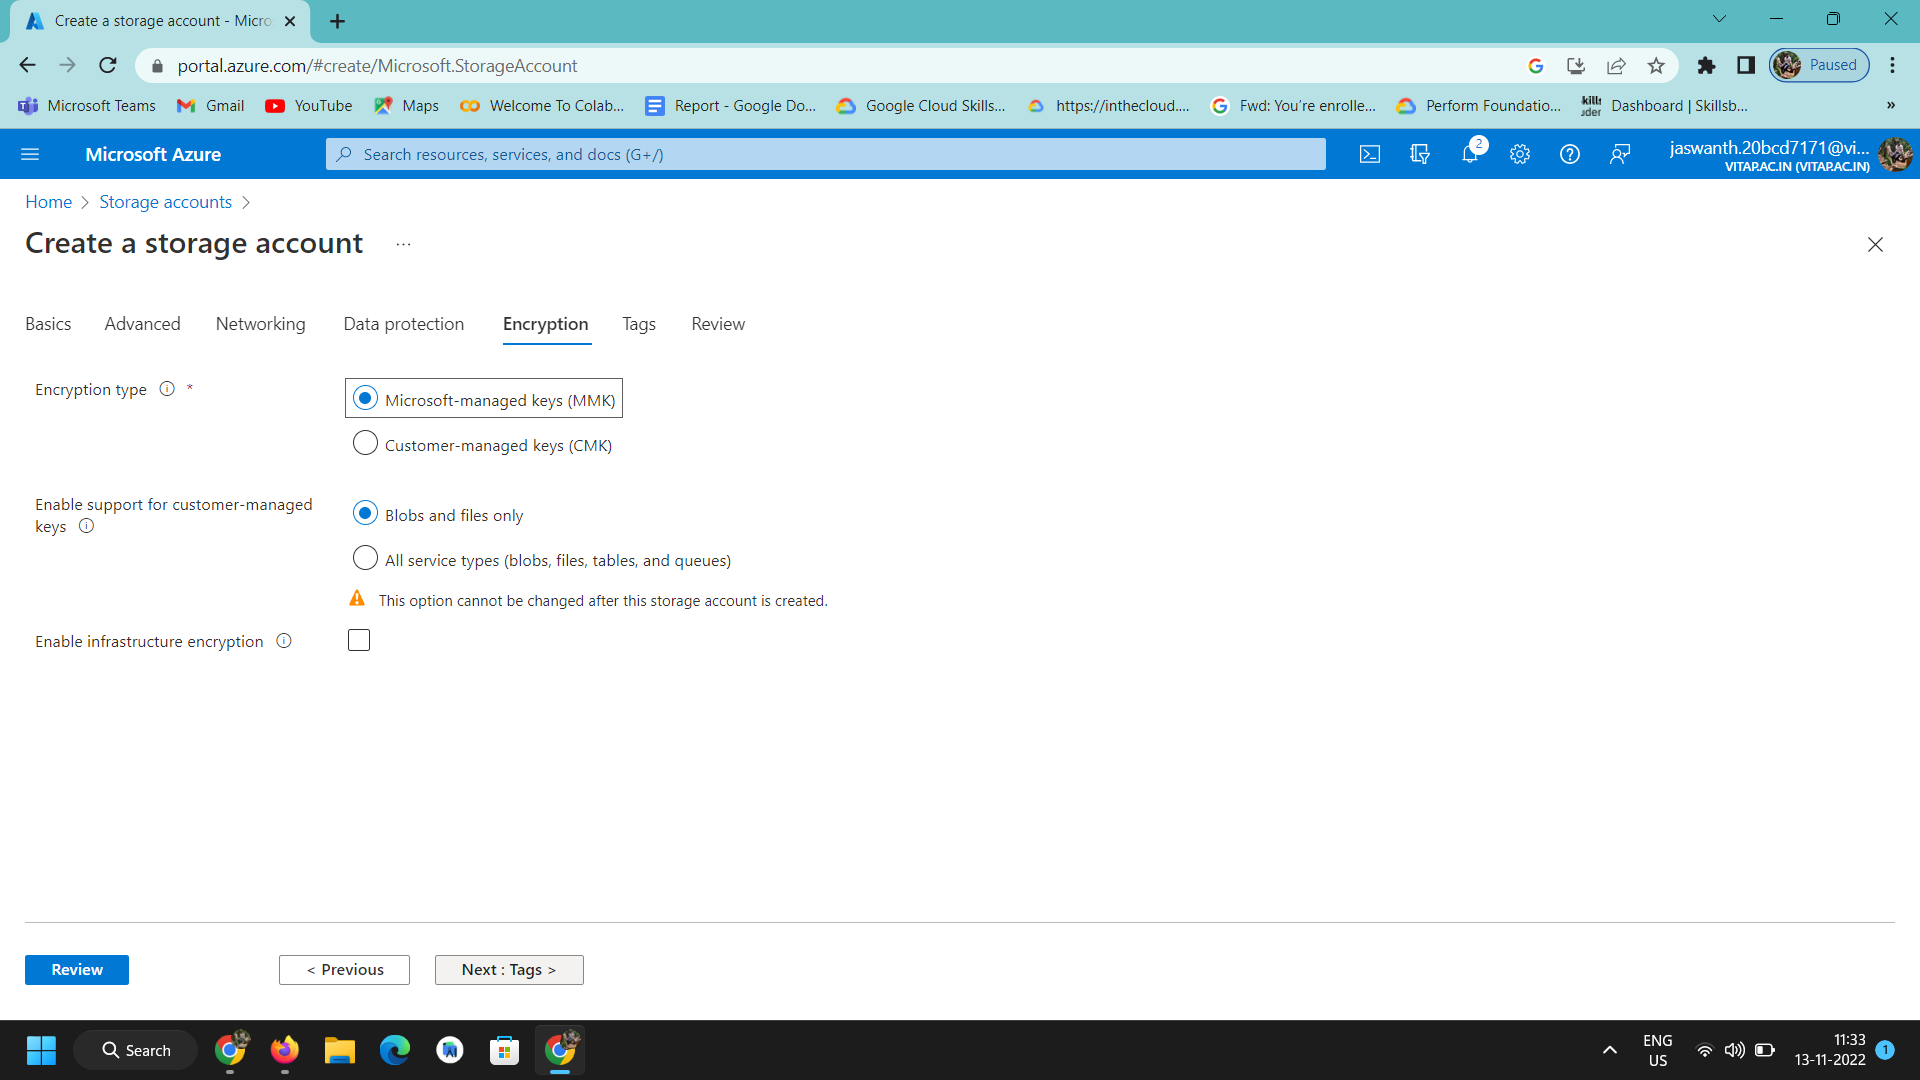 Create a storage account - Micro
portal.azure.com/#create/Microsoft.StorageAccount
Paused
Microsoft Teams
Gmail
YouTube
Maps
Welcome To Colab...
Report - Google Do...
Google Cloud Skills...
https://inthecloud....
Fwd: You're enrolle...
Perform Foundatio...
Dashboard | Skillsb...
»
Microsoft Azure
Search resources, services, and docs (G+/)
2
jaswanth.20bcd7171@vi...
VITAP.AC.IN (VITAP.AC.IN)
Home > Storage accounts >
Create a storage account ...
Basics
Advanced
Networking
Data protection
Encryption
Tags
Review
Encryption type *
Microsoft-managed keys (MMK)
Customer-managed keys (CMK)
Enable support for customer-managed
keys
Blobs and files only
All service types (blobs, files, tables, and queues)
This option cannot be changed after this storage account is created.
Enable infrastructure encryption
Review
< Previous
Next : Tags >
Search
ENG
US
11:33
13-11-2022
1